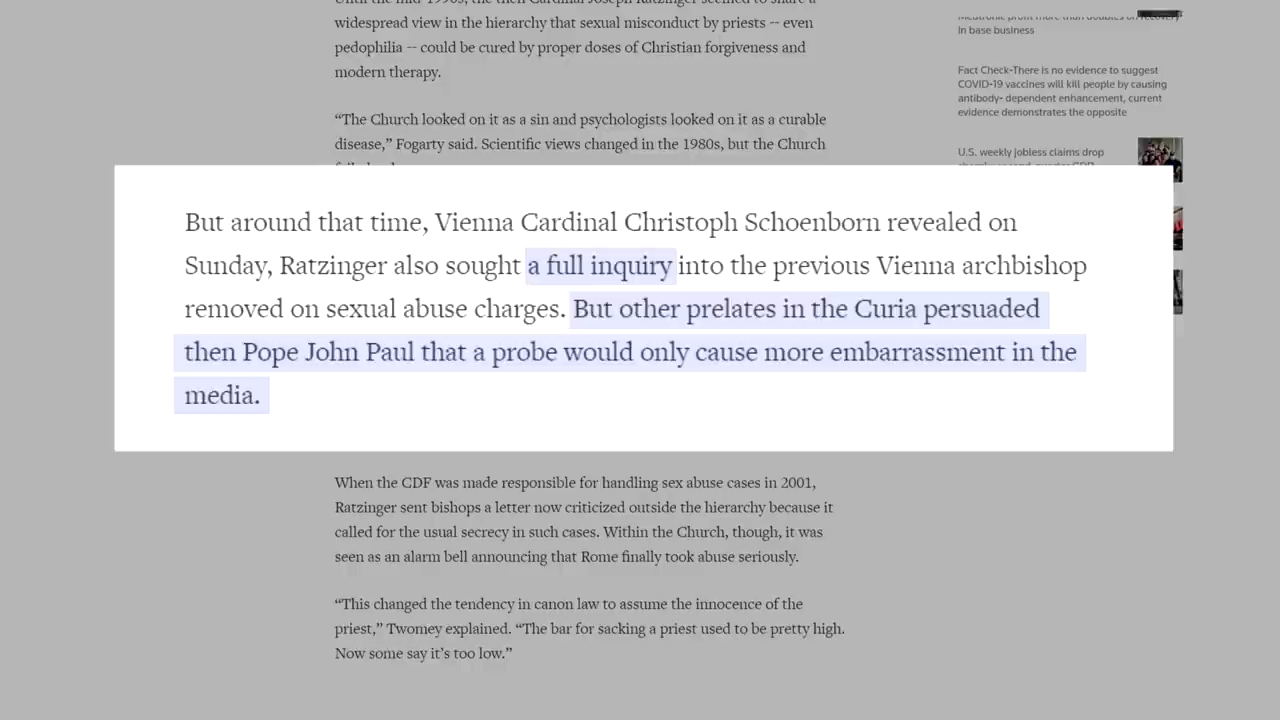 Until the mid-1990s, the then Cardinal Joseph Ratzinger seemed to share a
widespread view in the hierarchy that sexual misconduct by priests -- even
pedophilia -- could be cured by proper doses of Christian forgiveness and
modern therapy.
“The Church looked on it as a sin and psychologists looked on it as a curable
disease,” Fogarty said. Scientific views changed in the 1980s, but the Church
But around that time, Vienna Cardinal Christoph Schoenborn revealed on
Sunday, Ratzinger also sought a full inquiry into the previous Vienna archbishop
removed on sexual abuse charges. But other prelates in the Curia persuaded
then Pope John Paul that a probe would only cause more embarrassment in the
media.
When the CDF was made responsible for handling sex abuse cases in 2001,
Ratzinger sent bishops a letter now criticized outside the hierarchy because it
called for the usual secrecy in such cases. Within the Church, though, it was
seen as an alarm bell announcing that Rome finally took abuse seriously.
“This changed the tendency in canon law to assume the innocence of the
priest,” Twomey explained. “The bar for sacking a priest used to be pretty high.
Now some say it’s too low.”
Medtronic profit more than doubles on recovery
in base business
Fact Check-There is no evidence to suggest
COVID-19 vaccines will kill people by causing
antibody- dependent enhancement, current
evidence demonstrates the opposite
U.S. weekly jobless claims drop